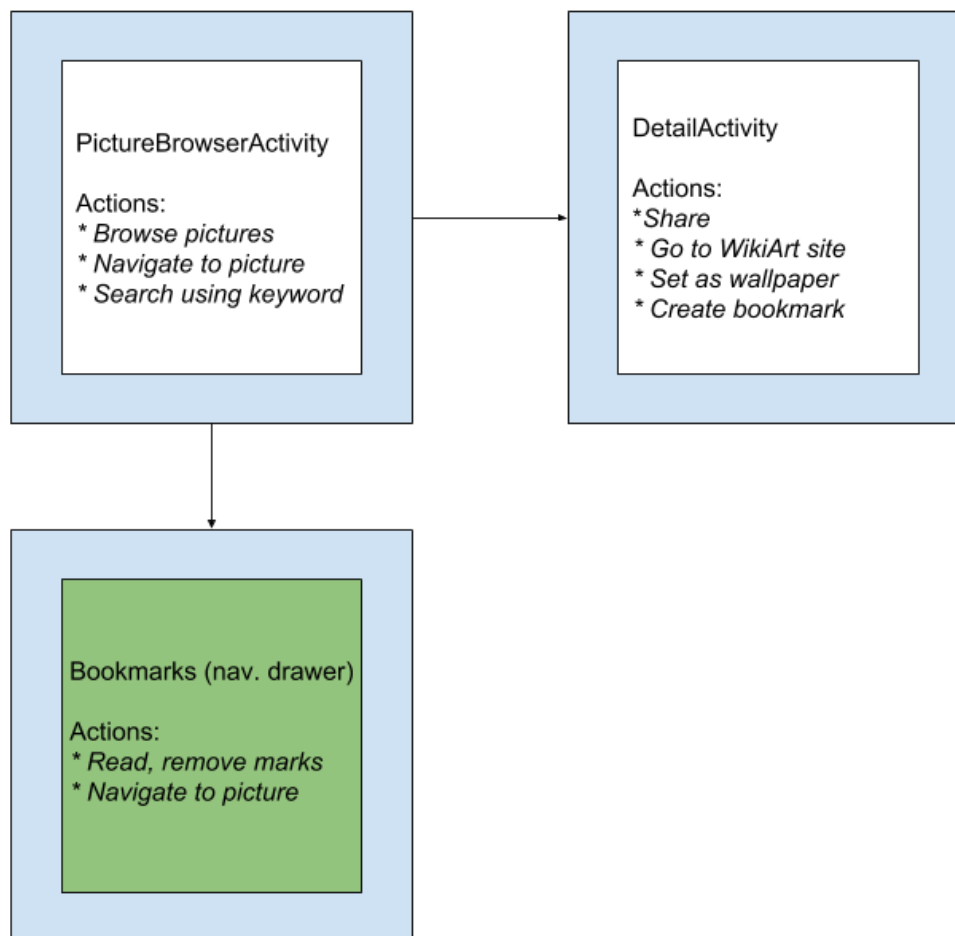 PictureBrowserActivity
Actions:
* Browse pictures
* Navigate to picture
* Search using keyword
DetailActivity
Actions:
*Share
* Go to WikiArt site
* Set as wallpaper
* Create bookmark
Bookmarks (nav. drawer)
Actions:
* Read, remove marks
* Navigate to picture